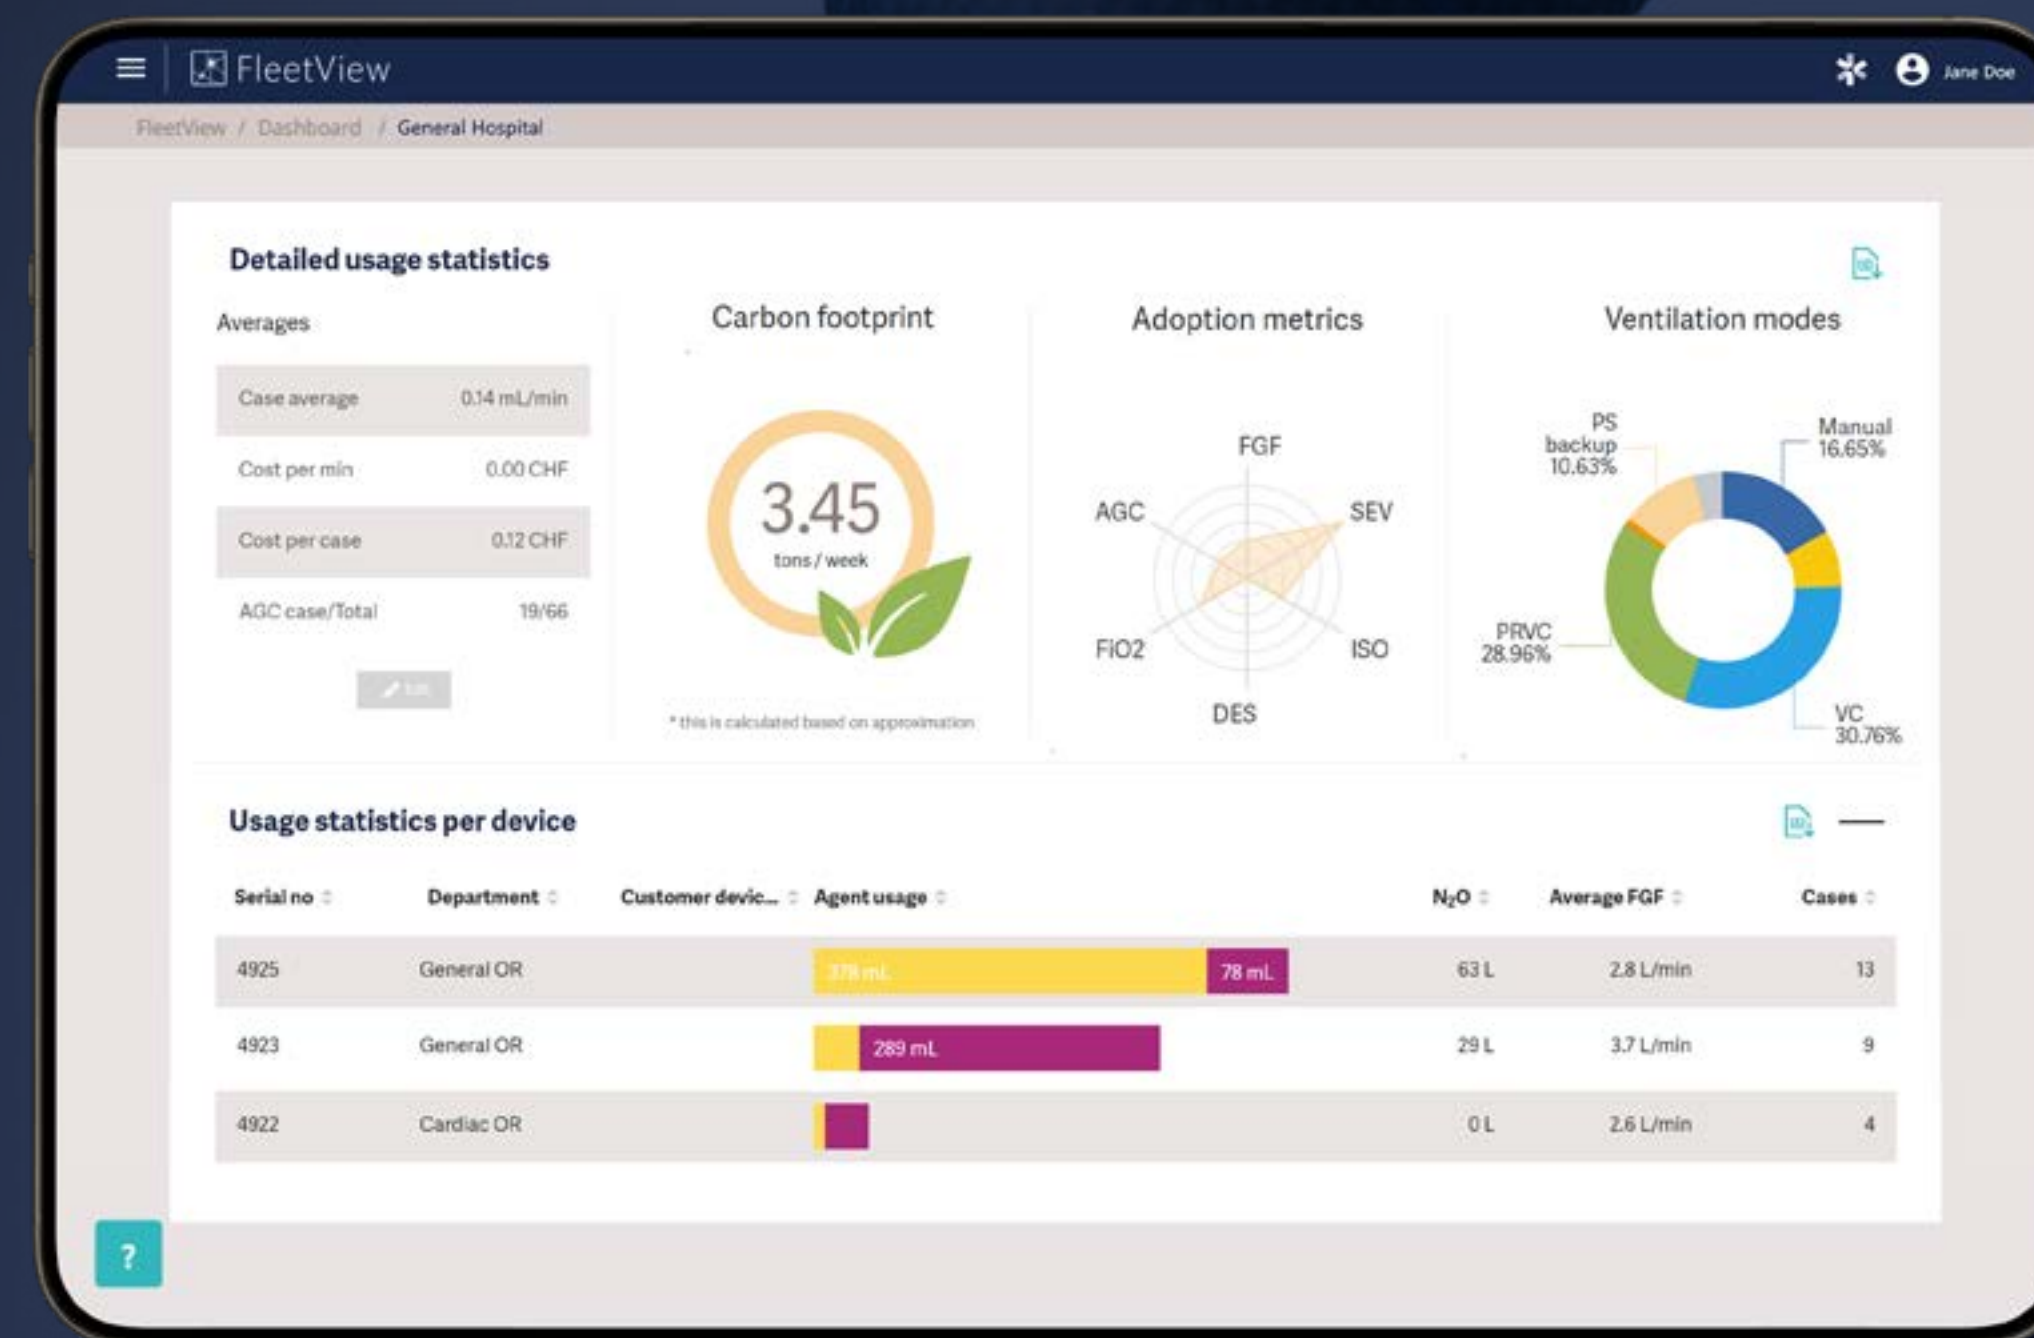 FleetView
Jane Doe
FleetView / Dashboard / General Hospital
Detailed usage statistics
Averages
Case average 0.14 mL/min
Cost per min 0.00 CHF
Cost per case 0.12 CHF
AGC case/Total 19/66
Carbon footprint
3.45
tons / week
* this is calculated based on approximation
Adoption metrics
FGF
AGC
SEV
FiO2
ISO
DES
Ventilation modes
PS
backup
10.63%
Manual
16.65%
PRVC
28.96%
VC
30.76%
Usage statistics per device
Serial no Department Customer devic... Agent usage N₂O Average FGF Cases
4925 General OR 378 mL 78 mL 63 L 2.8 L/min 13
4923 General OR 289 mL 29 L 3.7 L/min 9
4922 Cardiac OR 0 L 2.6 L/min 4
?